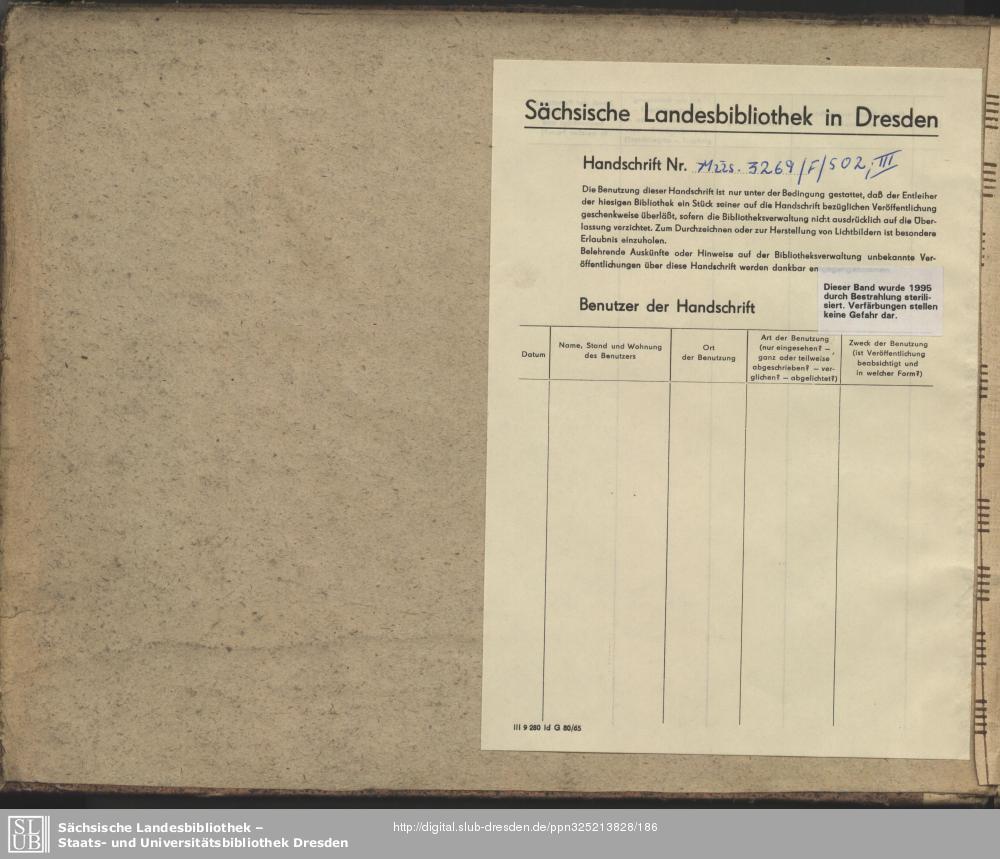 Sächsische Landesbibliothek in Dresden
Handschrift Nr. Mus. 3269/F/502, III
Die Benutzung dieser Handschrift ist nur unter der Bedingung gestattet, daß der Entleiher
der hiesigen Bibliothek ein Stück seiner auf die Handschrift bezüglichen Veröffentlichung
geschenkweise überläßt, sofern die Bibliotheksverwaltung nicht ausdrücklich auf die Über-
lassung verzichtet. Zum Durchzeichnen oder zur Herstellung von Lichtbildern ist besondere
Erlaubnis einzuholen.
Belehrende Auskünfte oder Hinweise auf der Bibliotheksverwaltung unbekannte Ver-
öffentlichungen über diese Handschrift werden dankbar
Dieser Band wurde 1995
durch Bestrahlung sterili-
siert. Verfärbungen stellen
keine Gefahr dar.
Benutzer der Handschrift
Datum
Name, Stand und Wohnung
des Benutzers
Ort
der Benutzung
Art der Benutzung
(nur eingesehen? —
ganz oder teilweise
abgeschrieben? — ver-
glichen? — abgelichtet?)
Zweck der Benutzung
(ist Veröffentlichung
beabsichtigt und
in welcher Form?)
III 9 280 Id G 80/65
SLUB
Sächsische Landesbibliothek –
Staats- und Universitätsbibliothek Dresden
http://digital.slub-dresden.de/ppn325213828/186